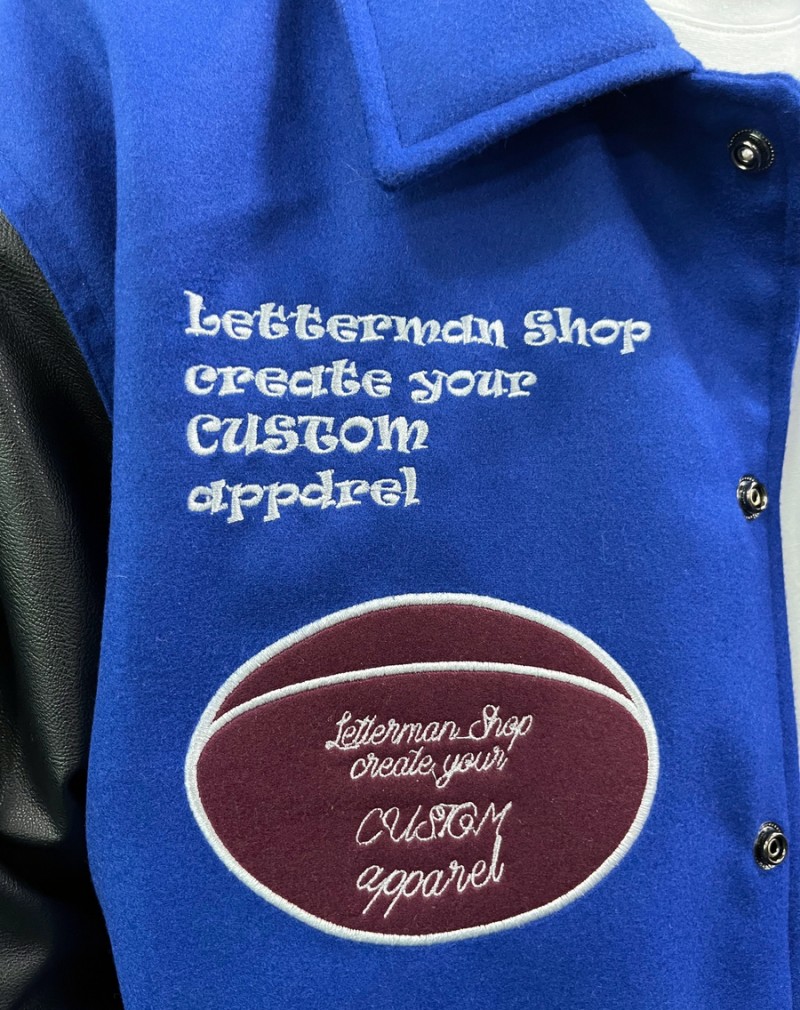 Letterman Shop
create your
CUSTOM
appdrel
Letterman Shop
create your
CUSTOM
apparel